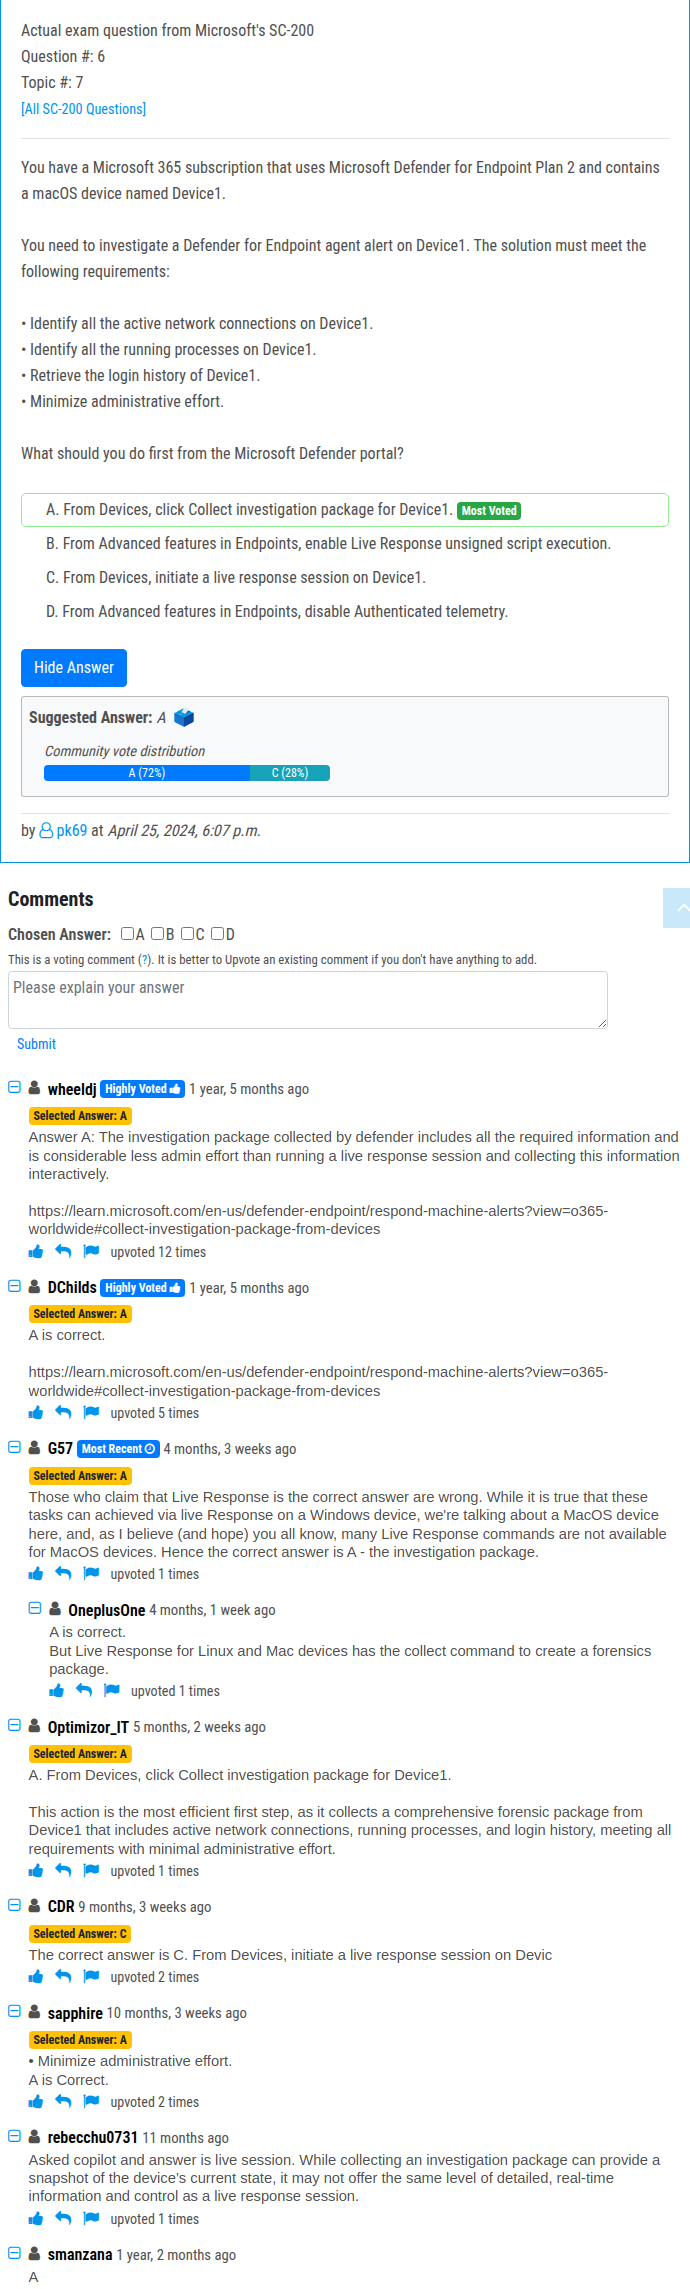 Actual exam question from Microsoft's SC-200
Question #: 6
Topic #: 7
[All SC-200 Questions]
You have a Microsoft 365 subscription that uses Microsoft Defender for Endpoint Plan 2 and contains
a macOS device named Device1.
You need to investigate a Defender for Endpoint agent alert on Device1. The solution must meet the
following requirements:
• Identify all the active network connections on Device1.
• Identify all the running processes on Device1.
• Retrieve the login history of Device1.
• Minimize administrative effort.
What should you do first from the Microsoft Defender portal?
A. From Devices, click Collect investigation package for Device1. Most Voted
B. From Advanced features in Endpoints, enable Live Response unsigned script execution.
C. From Devices, initiate a live response session on Device1.
D. From Advanced features in Endpoints, disable Authenticated telemetry.
Hide Answer
Suggested Answer: A
Community vote distribution
A (72%) C (28%)
by pk69 at April 25, 2024, 6:07 p.m.
Comments
Chosen Answer: A B C D
This is a voting comment (?). It is better to Upvote an existing comment if you don't have anything to add.
Please explain your answer
Submit
wheeldj Highly Voted 1 year, 5 months ago
Selected Answer: A
Answer A: The investigation package collected by defender includes all the required information and
is considerable less admin effort than running a live response session and collecting this information
interactively.
https://learn.microsoft.com/en-us/defender-endpoint/respond-machine-alerts?view=o365-
worldwide#collect-investigation-package-from-devices
upvoted 12 times
DChilds Highly Voted 1 year, 5 months ago
Selected Answer: A
A is correct.
https://learn.microsoft.com/en-us/defender-endpoint/respond-machine-alerts?view=o365-
worldwide#collect-investigation-package-from-devices
upvoted 5 times
G57 Most Recent 4 months, 3 weeks ago
Selected Answer: A
Those who claim that Live Response is the correct answer are wrong. While it is true that these
tasks can achieved via live Response on a Windows device, we're talking about a MacOS device
here, and, as I believe (and hope) you all know, many Live Response commands are not available
for MacOS devices. Hence the correct answer is A - the investigation package.
upvoted 1 times
OneplusOne 4 months, 1 week ago
A is correct.
But Live Response for Linux and Mac devices has the collect command to create a forensics
package.
upvoted 1 times
Optimizor_IT 5 months, 2 weeks ago
Selected Answer: A
A. From Devices, click Collect investigation package for Device1.
This action is the most efficient first step, as it collects a comprehensive forensic package from
Device1 that includes active network connections, running processes, and login history, meeting all
requirements with minimal administrative effort.
upvoted 1 times
CDR 9 months, 3 weeks ago
Selected Answer: C
The correct answer is C. From Devices, initiate a live response session on Devic
upvoted 2 times
sapphire 10 months, 3 weeks ago
Selected Answer: A
• Minimize administrative effort.
A is Correct.
upvoted 2 times
rebecchu0731 11 months ago
Asked copilot and answer is live session. While collecting an investigation package can provide a
snapshot of the device's current state, it may not offer the same level of detailed, real-time
information and control as a live response session.
upvoted 1 times
smanzana 1 year, 2 months ago
A